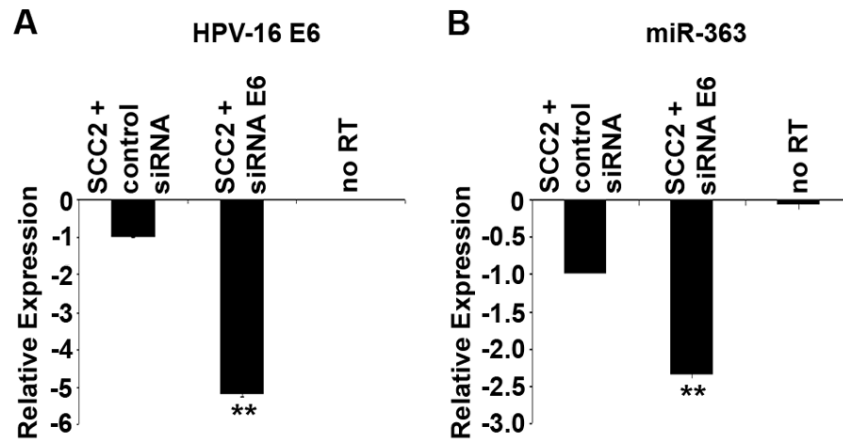 A
HPV-16 E6
SCC2 +
control
siRNA
SCC2 +
siRNA E6
no RT
Relative Expression
0
-1
-2
-3
-4
-5
-6
**
B
miR-363
SCC2 +
control
siRNA
SCC2 +
siRNA E6
no RT
Relative Expression
0
-0.5
-1.0
-1.5
-2.0
-2.5
-3.0
**